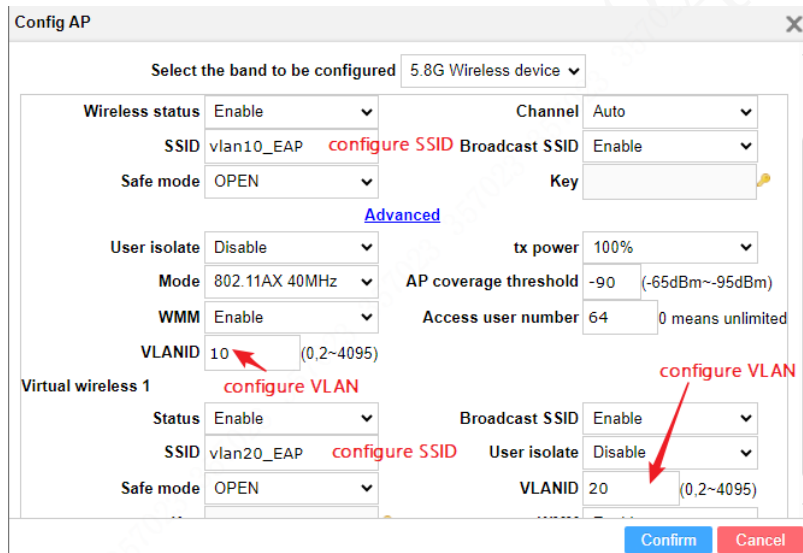 Config AP
Select the band to be configured 5.8G Wireless device
Wireless status Enable Channel Auto
SSID vlan10_EAP configure SSID Broadcast SSID Enable
Safe mode OPEN Key
Advanced
User isolate Disable tx power 100%
Mode 802.11AX 40MHz AP coverage threshold -90 (-65dBm~-95dBm)
WMM Enable Access user number 64 0 means unlimited
VLANID 10 (0,2~4095)
configure VLAN
Virtual wireless 1 configure VLAN
Status Enable Broadcast SSID Enable
SSID vlan20_EAP configure SSID User isolate Disable
Safe mode OPEN VLANID 20 (0,2~4095)
Confirm Cancel